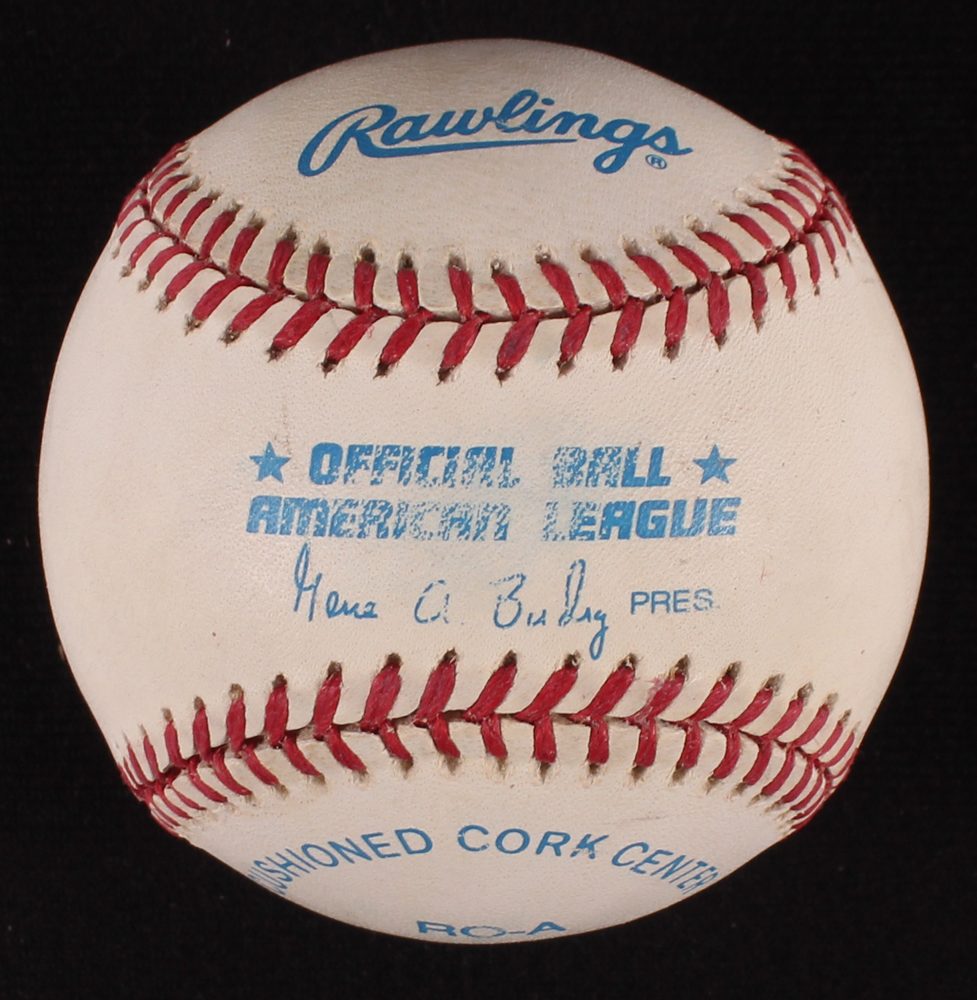 Rawlings®
★ OFFICIAL BALL ★
AMERICAN LEAGUE
Gene A Budig PRES.
CUSHIONED CORK CENTER
RO-A